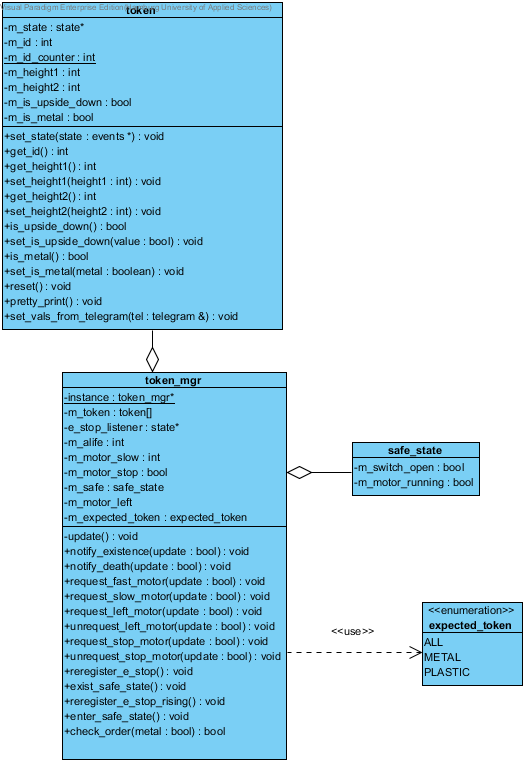 Visual Paradigm Enterprise Edition University of Applied Sciences)
token
-m_state : state*
-m_id : int
-m_id_counter : int
-m_height1 : int
-m_height2 : int
-m_is_upside_down : bool
-m_is_metal : bool
+set_state(state : events *) : void
+get_id() : int
+get_height1() : int
+set_height1(height1 : int) : void
+get_height2() : int
+set_height2(height2 : int) : void
+is_upside_down() : bool
+set_is_upside_down(value : bool) : void
+is_metal() : bool
+set_is_metal(metal : boolean) : void
+reset() : void
+pretty_print() : void
+set_vals_from_telegram(tel : telegram &) : void
token_mgr
-instance : token_mgr*
-m_token : token[]
-e_stop_listener : state*
-m_alife : int
-m_motor_slow : int
-m_motor_stop : bool
-m_safe : safe_state
-m_motor_left
-m_expected_token : expected_token
-update() : void
+notify_existence(update : bool) : void
+notify_death(update : bool) : void
+request_fast_motor(update : bool) : void
+request_slow_motor(update : bool) : void
+request_left_motor(update : bool) : void
+unrequest_left_motor(update : bool) : void
+request_stop_motor(update : bool) : void
+unrequest_stop_motor(update : bool) : void
+reregister_e_stop() : void
+exist_safe_state() : void
+reregister_e_stop_rising() : void
+enter_safe_state() : void
+check_order(metal : bool) : bool
safe_state
-m_switch_open : bool
-m_motor_running : bool
<<use>>
<<enumeration>>
expected_token
ALL
METAL
PLASTIC